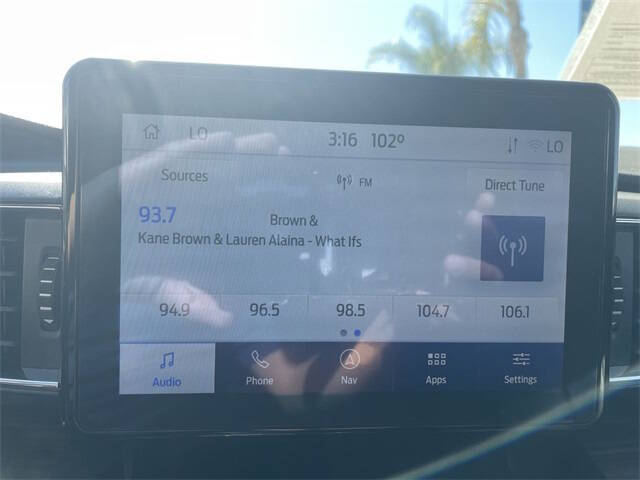 LO 3:16 102° LO
Sources FM Direct Tune
93.7 Brown &
Kane Brown & Lauren Alaina - What Ifs
94.9 96.5 98.5 104.7 106.1
Audio Phone Nav Apps Settings